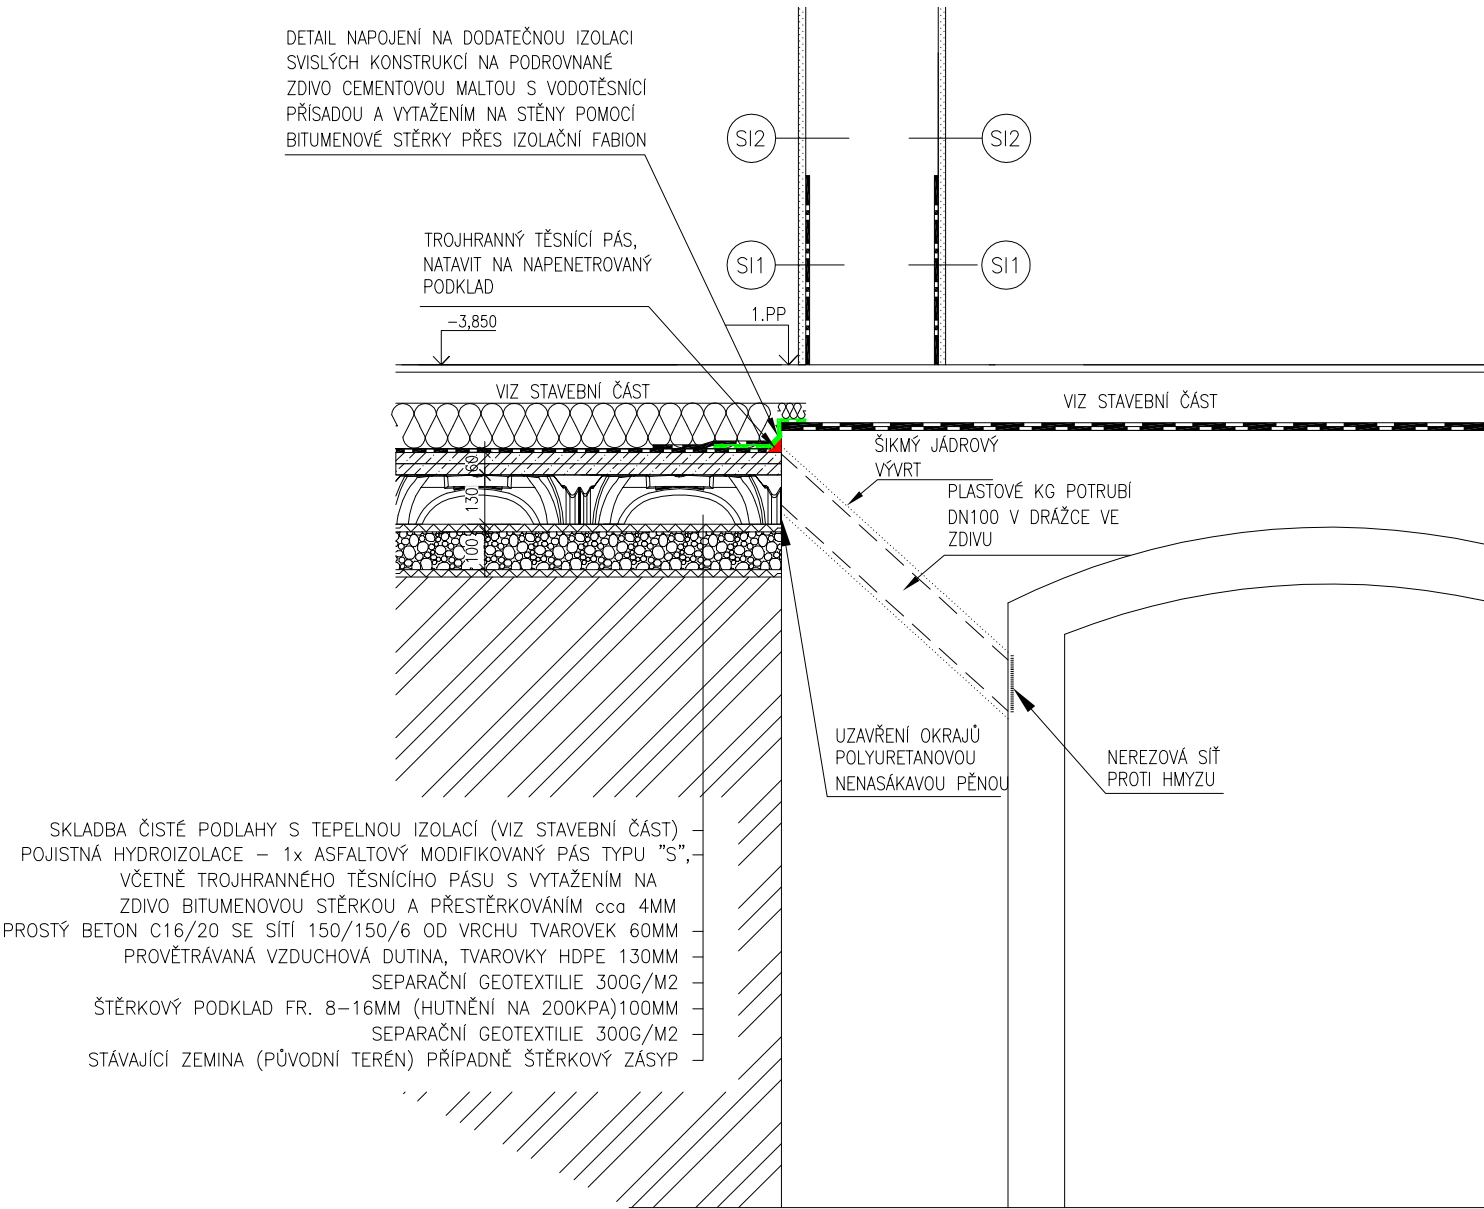 DETAIL NAPOJENÍ NA DODATEČNOU IZOLACI
SVISLÝCH KONSTRUKCÍ NA PODROVNANÉ
ZDIVO CEMENTOVOU MALTOU S VODOTĚSNÍCÍ
PŘÍSADOU A VYTAŽENÍM NA STĚNY POMOCÍ
BITUMENOVÉ STĚRKY PŘES IZOLAČNÍ FABION
SI2
SI2
TROJHRANNÝ TĚSNÍCÍ PÁS,
NATAVIT NA NAPENETROVANÝ
PODKLAD
SI1
SI1
-3,850
1.PP
VIZ STAVEBNÍ ČÁST
VIZ STAVEBNÍ ČÁST
ŠIKMÝ JÁDROVÝ
VÝVRT
60
130
100
PLASTOVÉ KG POTRUBÍ
DN100 V DRÁŽCE VE
ZDIVU
UZAVŘENÍ OKRAJŮ
POLYURETANOVOU
NENASÁKAVOU PĚNOU
NEREZOVÁ SÍŤ
PROTI HMYZU
SKLADBA ČISTÉ PODLAHY S TEPELNOU IZOLACÍ (VIZ STAVEBNÍ ČÁST)
POJISTNÁ HYDROIZOLACE – 1x ASFALTOVÝ MODIFIKOVANÝ PÁS TYPU "S",
VČETNĚ TROJHRANNÉHO TĚSNÍCÍHO PÁSU S VYTAŽENÍM NA
ZDIVO BITUMENOVOU STĚRKOU A PŘESTĚRKOVÁNÍM cca 4MM
PROSTÝ BETON C16/20 SE SÍTÍ 150/150/6 OD VRCHU TVAROVEK 60MM
PROVĚTRÁVANÁ VZDUCHOVÁ DUTINA, TVAROVKY HDPE 130MM
SEPARAČNÍ GEOTEXTILIE 300G/M2
ŠTĚRKOVÝ PODKLAD FR. 8–16MM (HUTNĚNÍ NA 200KPA)100MM
SEPARAČNÍ GEOTEXTILIE 300G/M2
STÁVAJÍCÍ ZEMINA (PŮVODNÍ TERÉN) PŘÍPADNĚ ŠTĚRKOVÝ ZÁSYP